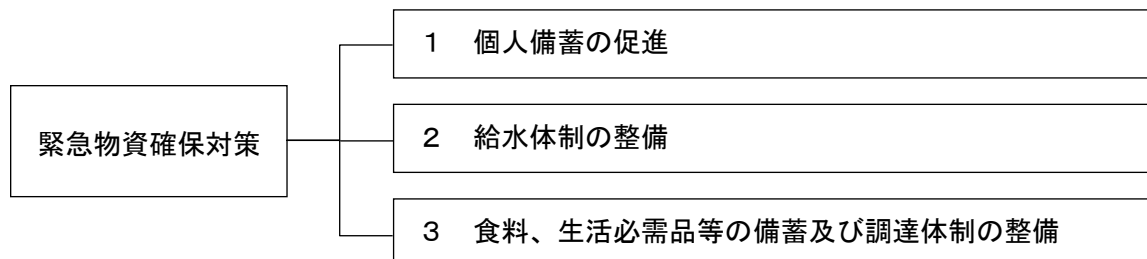 緊急物資確保対策
１　個人備蓄の促進
２　給水体制の整備
３　食料、生活必需品等の備蓄及び調達体制の整備